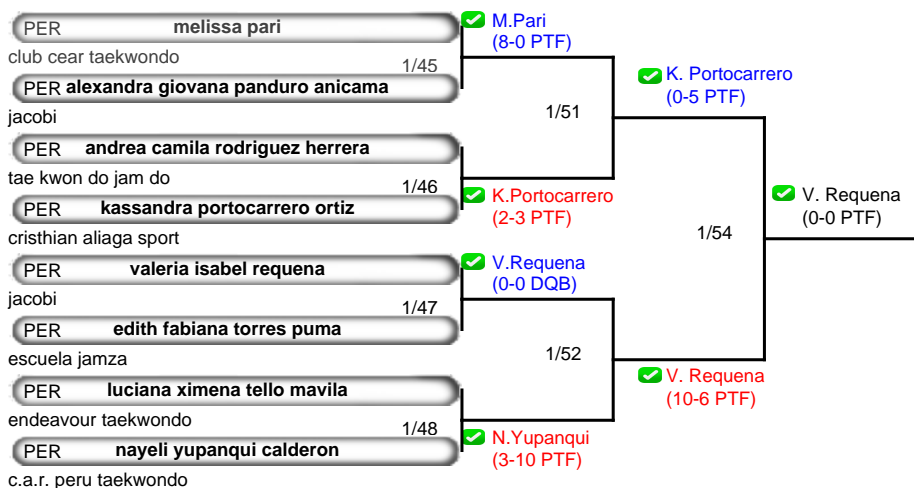 PER melissa pari
club cear taekwondo
1/45
PER alexandra giovana panduro anicama
jacobi
PER andrea camila rodriguez herrera
tae kwon do jam do
1/46
PER kassandra portocarrero ortiz
cristhian aliaga sport
PER valeria isabel requena
jacobi
1/47
PER edith fabiana torres puma
escuela jamza
PER luciana ximena tello mavila
endeavour taekwondo
1/48
PER nayeli yupanqui calderon
c.a.r. peru taekwondo
M.Pari
(8-0 PTF)
1/51
K.Portocarrero
(2-3 PTF)
V.Requena
(0-0 DQB)
1/52
N.Yupanqui
(3-10 PTF)
K. Portocarrero
(0-5 PTF)
1/54
V. Requena
(10-6 PTF)
V. Requena
(0-0 PTF)